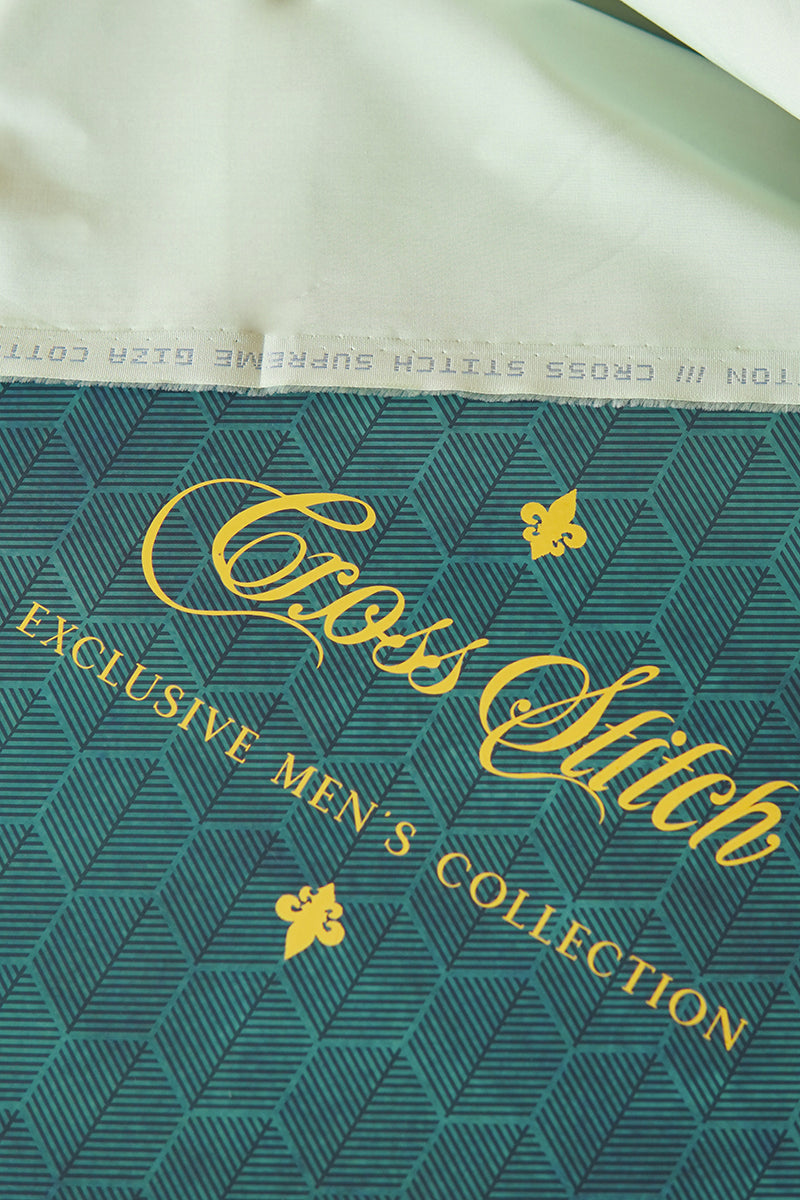 TON /// CROSS STITCH SUPREME GIZA COTT
Cross Stitch
EXCLUSIVE MEN'S COLLECTION